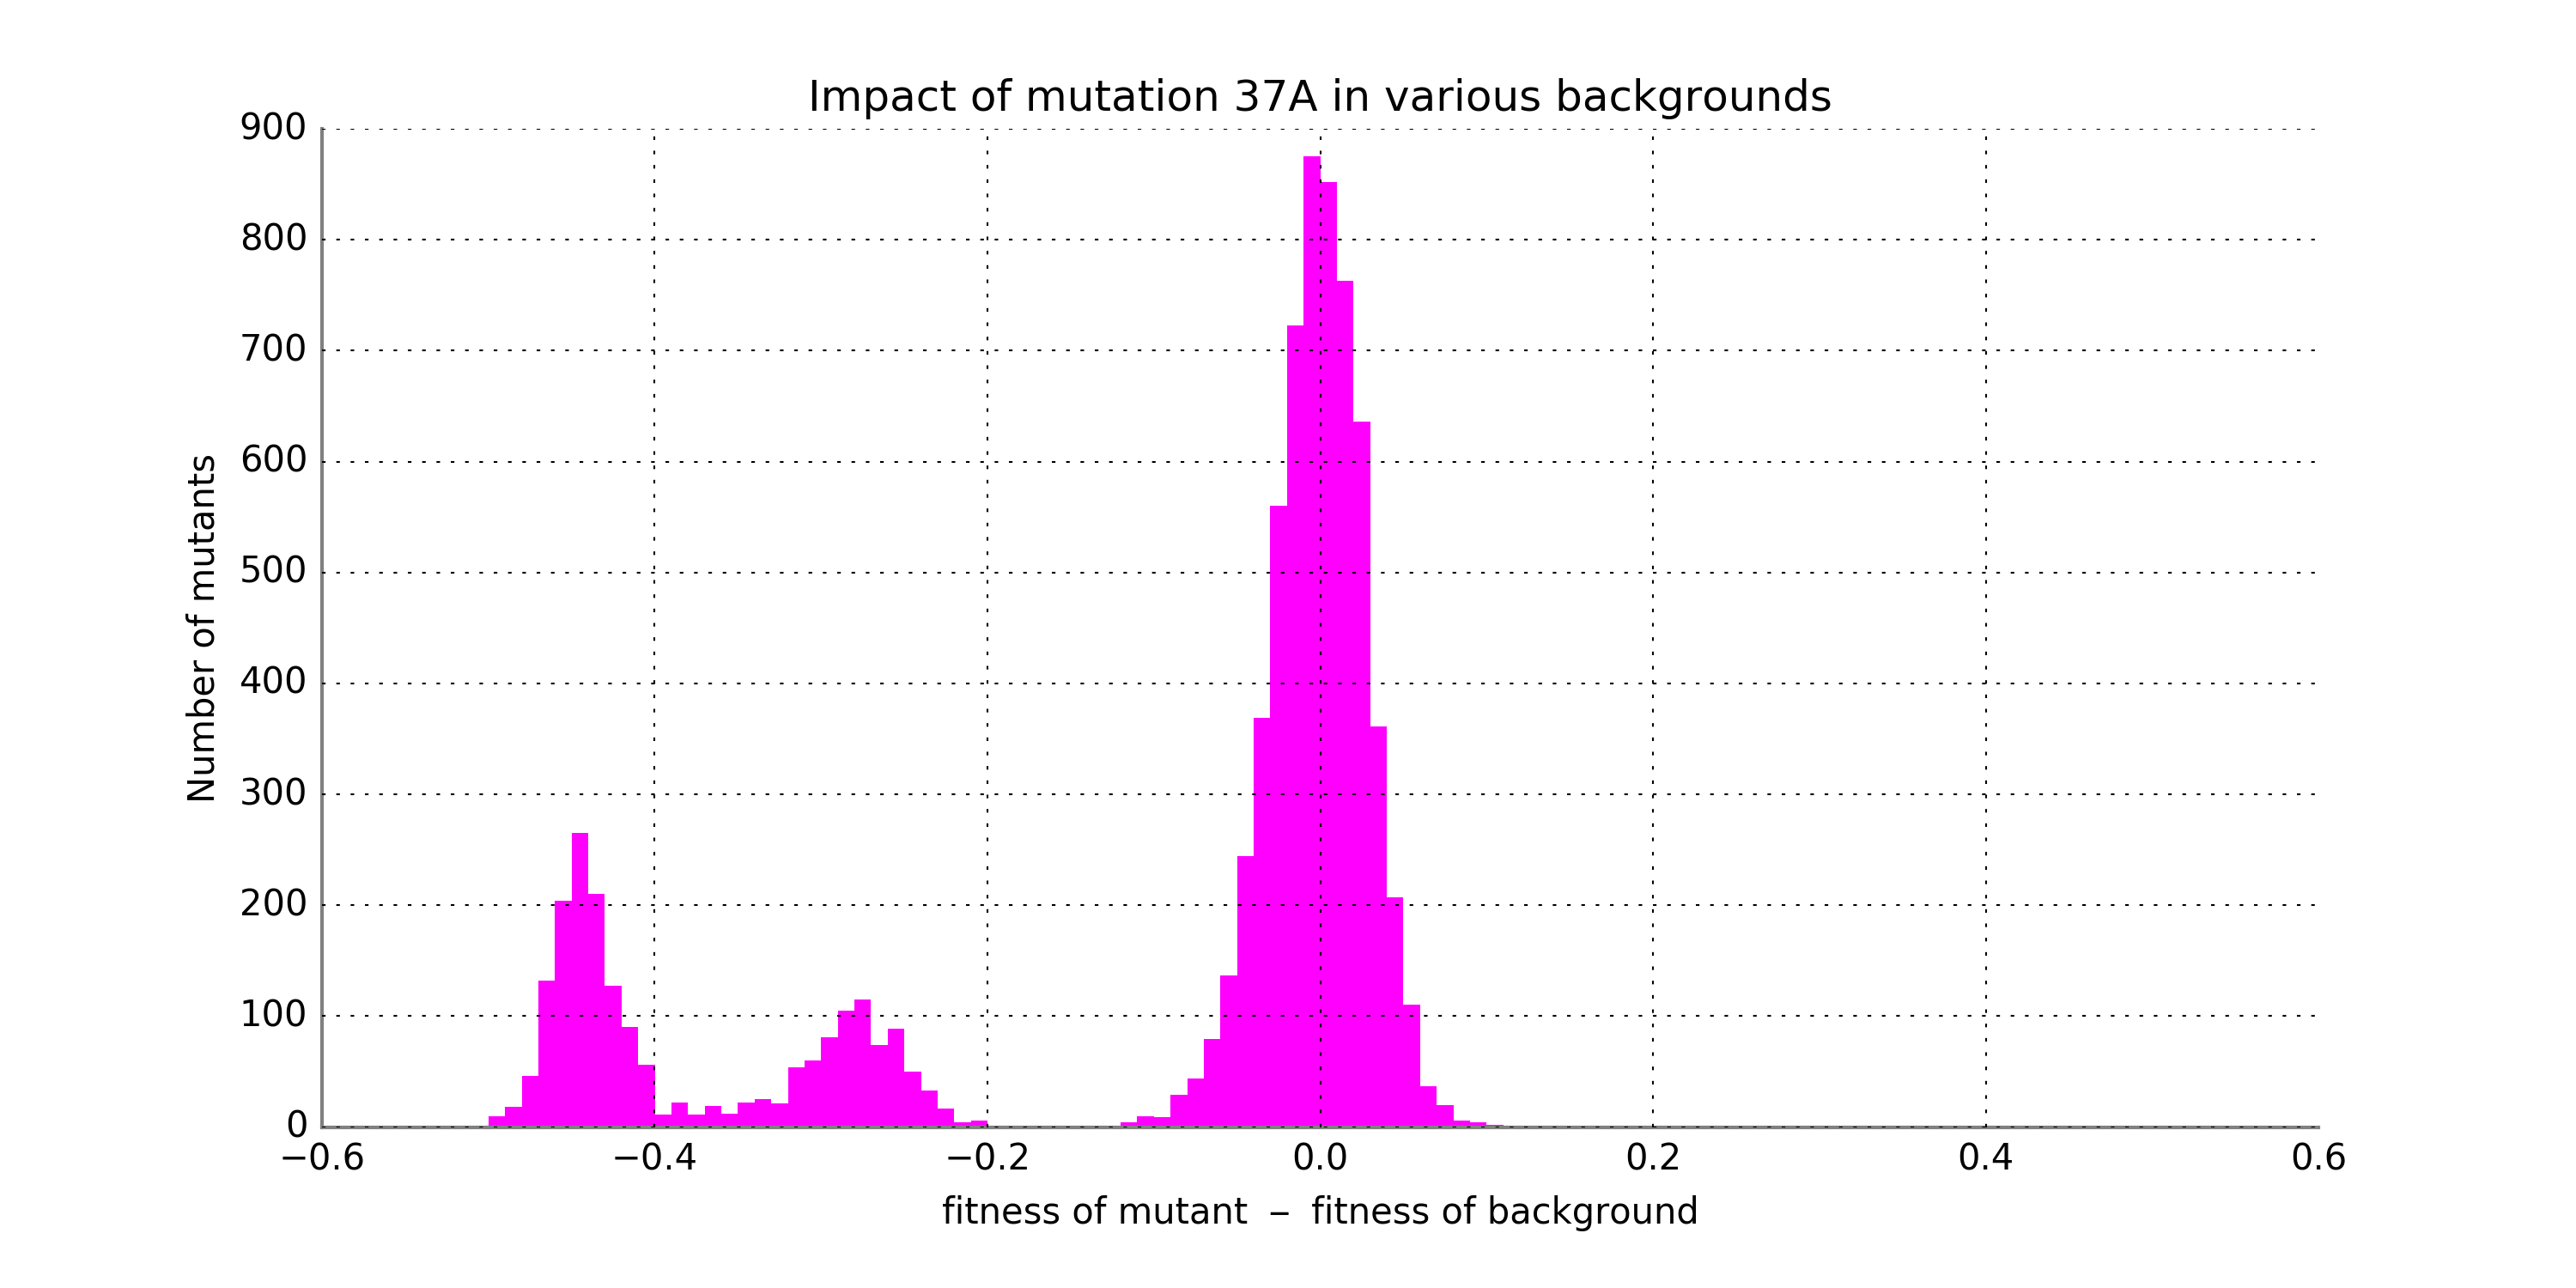 Impact of mutation 37A in various backgrounds
900
800
700
600
500
400
300
200
100
0
Number of mutants
−0.6 −0.4 −0.2 0.0 0.2 0.4 0.6
fitness of mutant − fitness of background